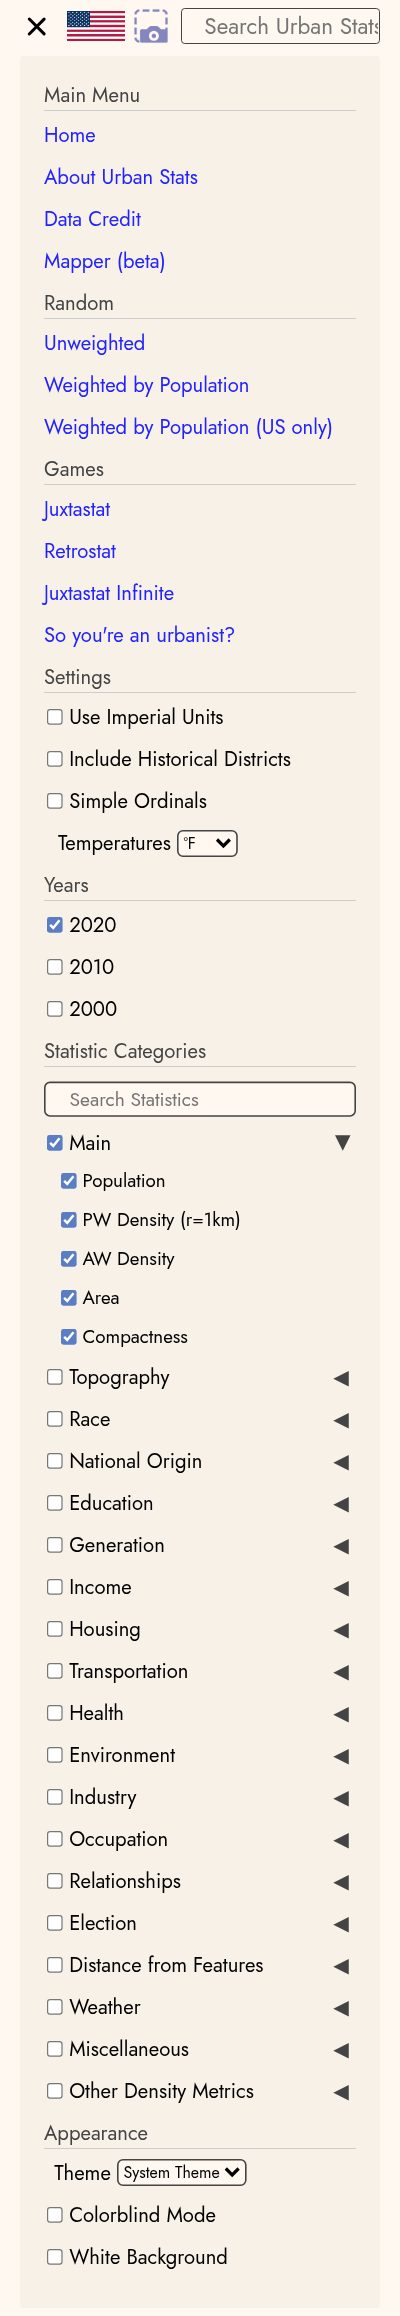 Search Urban Stats
Main Menu
Home
About Urban Stats
Data Credit
Mapper (beta)
Random
Unweighted
Weighted by Population
Weighted by Population (US only)
Games
Juxtastat
Retrostat
Juxtastat Infinite
So you're an urbanist?
Settings
Use Imperial Units
Include Historical Districts
Simple Ordinals
Temperatures °F
Years
2020
2010
2000
Statistic Categories
Search Statistics
Main
Population
PW Density (r=1km)
AW Density
Area
Compactness
Topography
Race
National Origin
Education
Generation
Income
Housing
Transportation
Health
Environment
Industry
Occupation
Relationships
Election
Distance from Features
Weather
Miscellaneous
Other Density Metrics
Appearance
Theme System Theme
Colorblind Mode
White Background